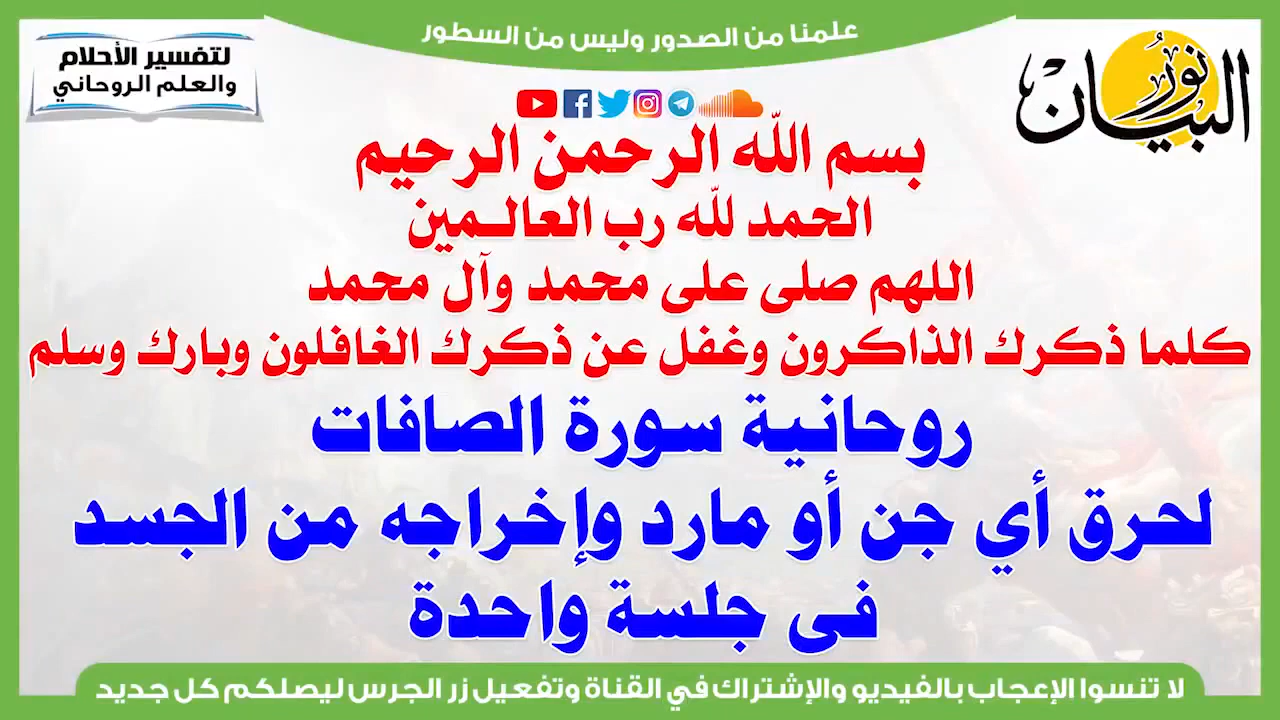 علمنا من الصدور وليس من السطور
نور البيان
لتفسير الأحلام
والعلم الروحاني
بسم الله الرحمن الرحيم
الحمد لله رب العالـمين
اللهم صلى على محمد وآل محمد
كلما ذكرك الذاكرون وغفل عن ذكرك الغافلون وبارك وسلم
روحانية سورة الصافات
لحرق أي جن أو مارد وإخراجه من الجسد
فى جلسة واحدة
لا تنسوا الإعجاب بالفيديو والإشتراك في القناة وتفعيل زر الجرس ليصلكم كل جديد